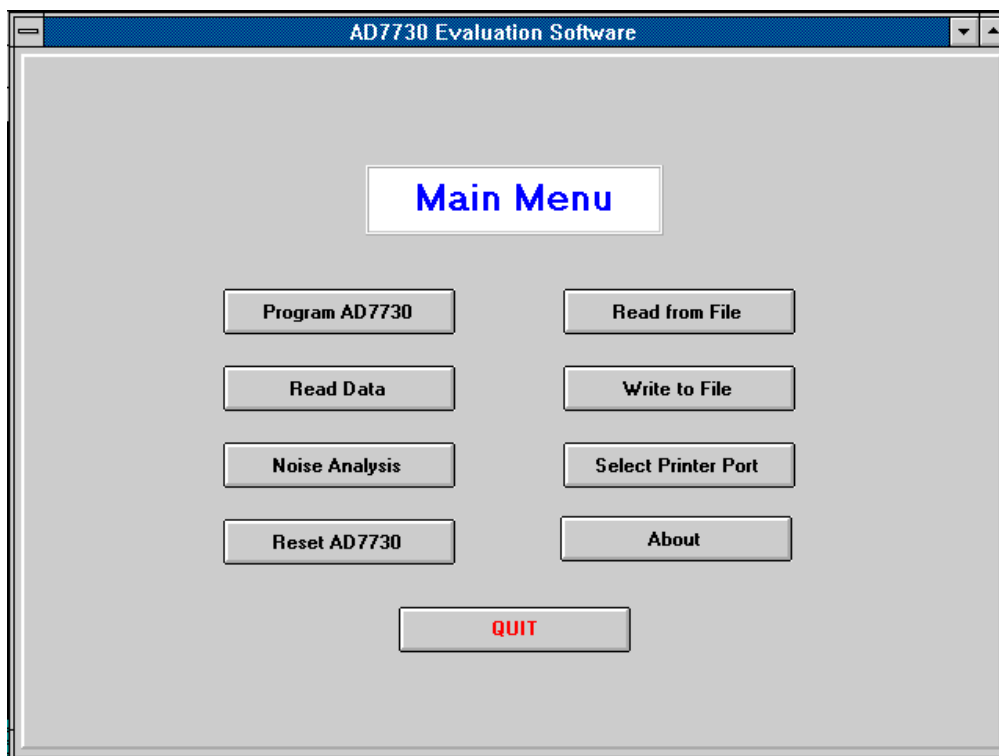 AD7730 Evaluation Software
Main Menu
Program AD7730
Read from File
Read Data
Write to File
Noise Analysis
Select Printer Port
Reset AD7730
About
QUIT